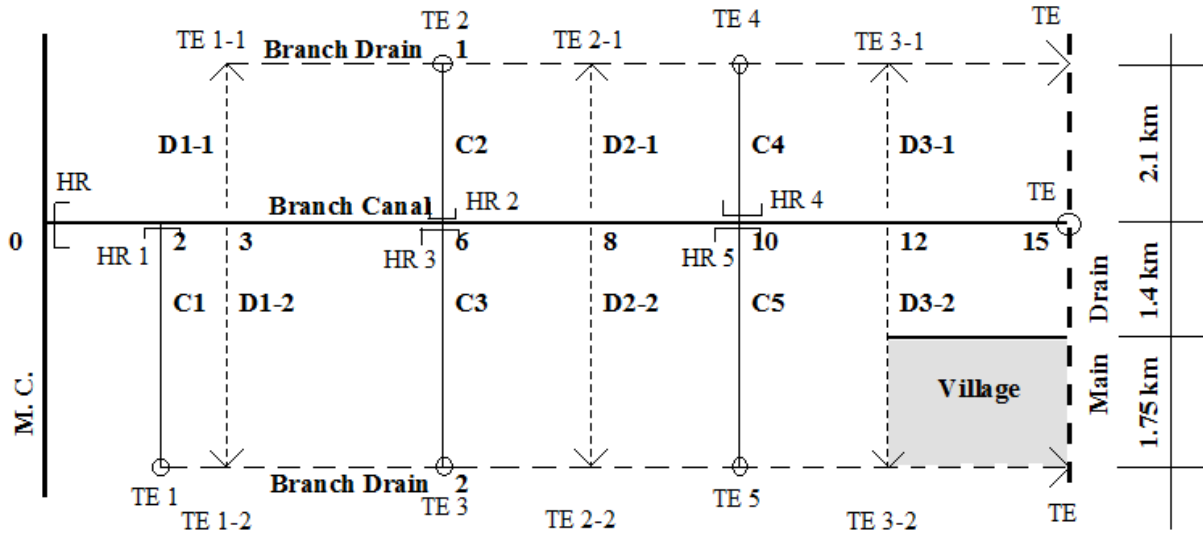 TE 2
TE 4
TE
TE 1-1
Branch Drain
1
TE 2-1
TE 3-1
D1-1
C2
D2-1
C4
D3-1
2.1 km
HR
Branch Canal
HR 2
HR 4
TE
0
HR 1
2
3
HR 3
6
8
HR 5
10
12
15
C1
D1-2
C3
D2-2
C5
D3-2
Main Drain
1.4 km
M. C.
Village
1.75 km
TE 1
Branch Drain
2
TE 3
TE 5
TE
TE 1-2
TE 2-2
TE 3-2